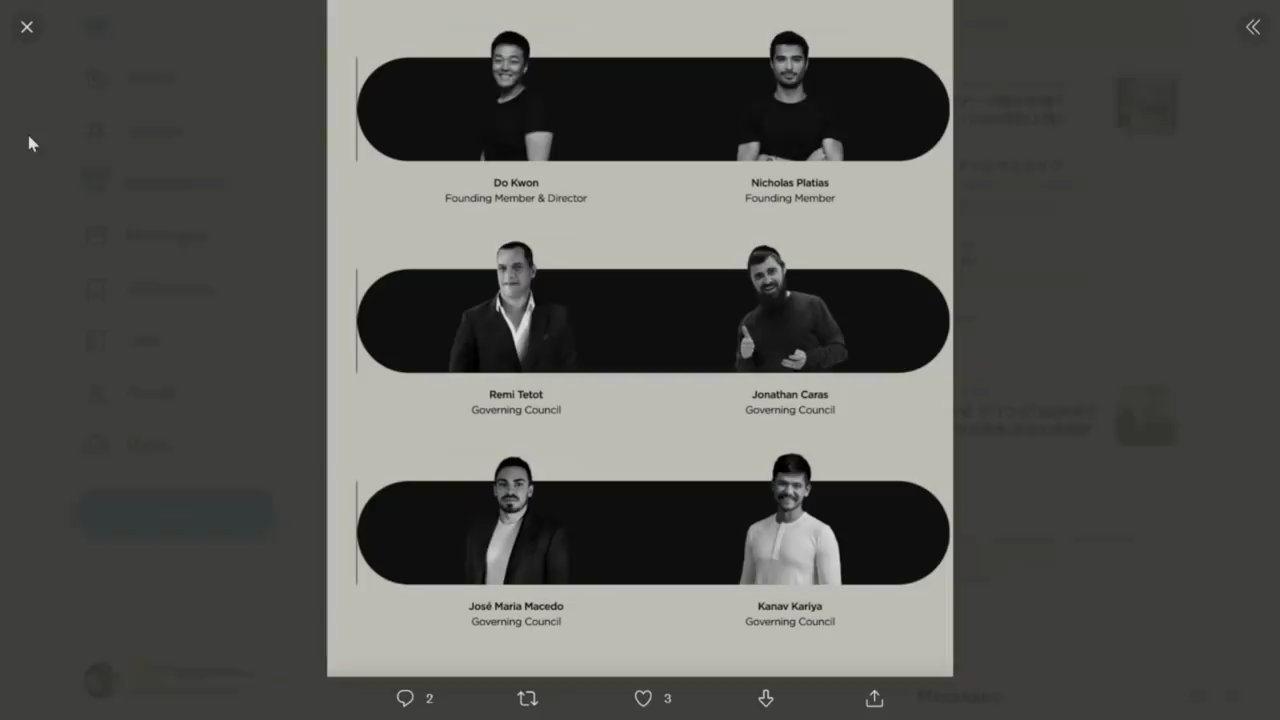 Do Kwon
Founding Member & Director
Nicholas Platias
Founding Member
Remi Tetot
Governing Council
Jonathan Caras
Governing Council
José Maria Macedo
Governing Council
Kanav Kariya
Governing Council
2
3